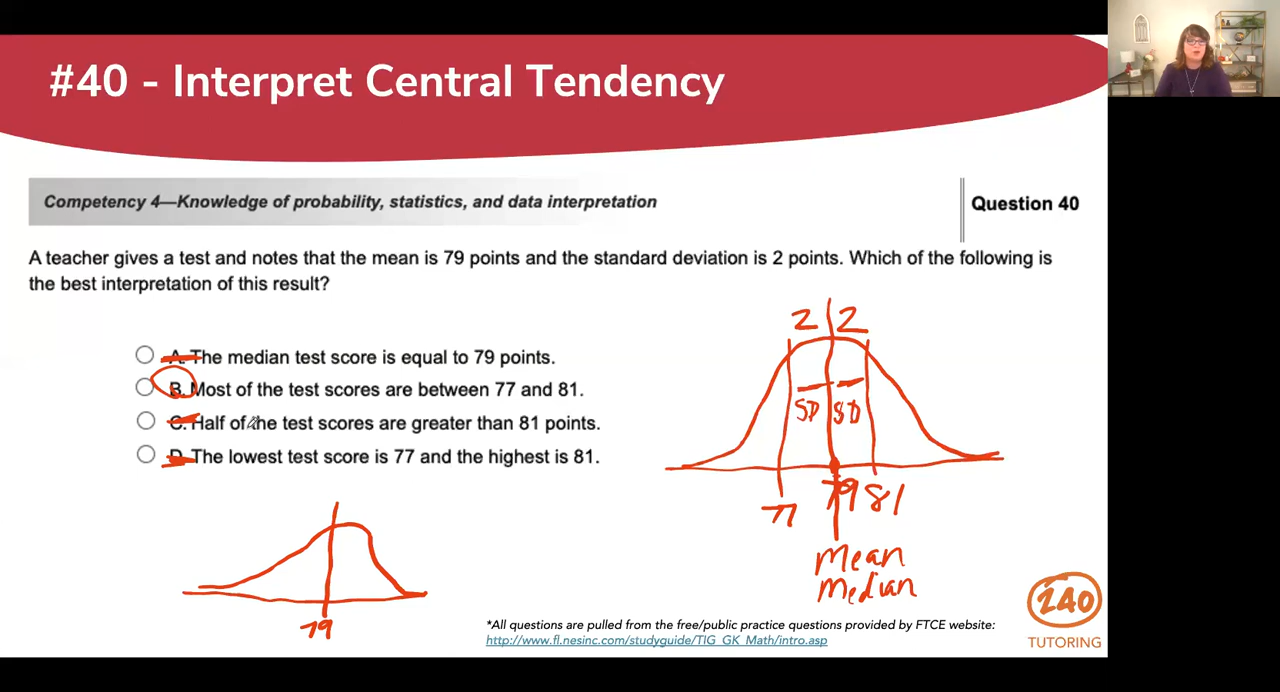 #40 - Interpret Central Tendency
Competency 4—Knowledge of probability, statistics, and data interpretation
Question 40
A teacher gives a test and notes that the mean is 79 points and the standard deviation is 2 points. Which of the following is
the best interpretation of this result?
A. The median test score is equal to 79 points.
B. Most of the test scores are between 77 and 81.
C. Half of the test scores are greater than 81 points.
D. The lowest test score is 77 and the highest is 81.
2 2
SD SD
77 79 81
Mean
Median
79
*All questions are pulled from the free/public practice questions provided by FTCE website:
http://www.fl.nesinc.com/studyguide/TIG_GK_Math/intro.asp
240
TUTORING